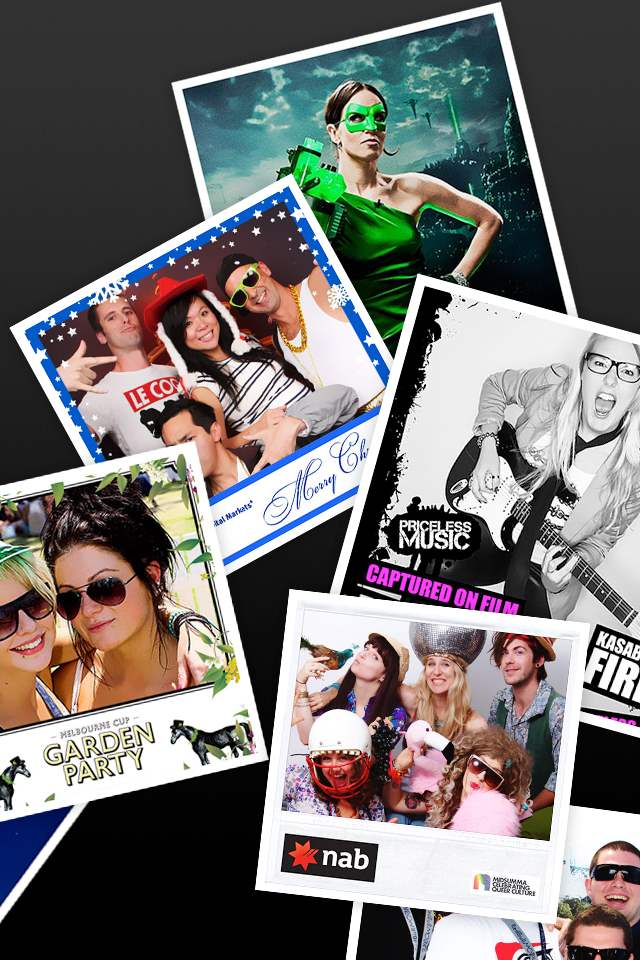 LE COQ
Merry Ch
ital Markets
PRICELESS
MUSIC
CAPTURED ON FILM
KASAB
FIR
- MELBOURNE CUP -
GARDEN
PARTY
nab
MIDSUMMA
CELEBRATING
QUEER CULTURE